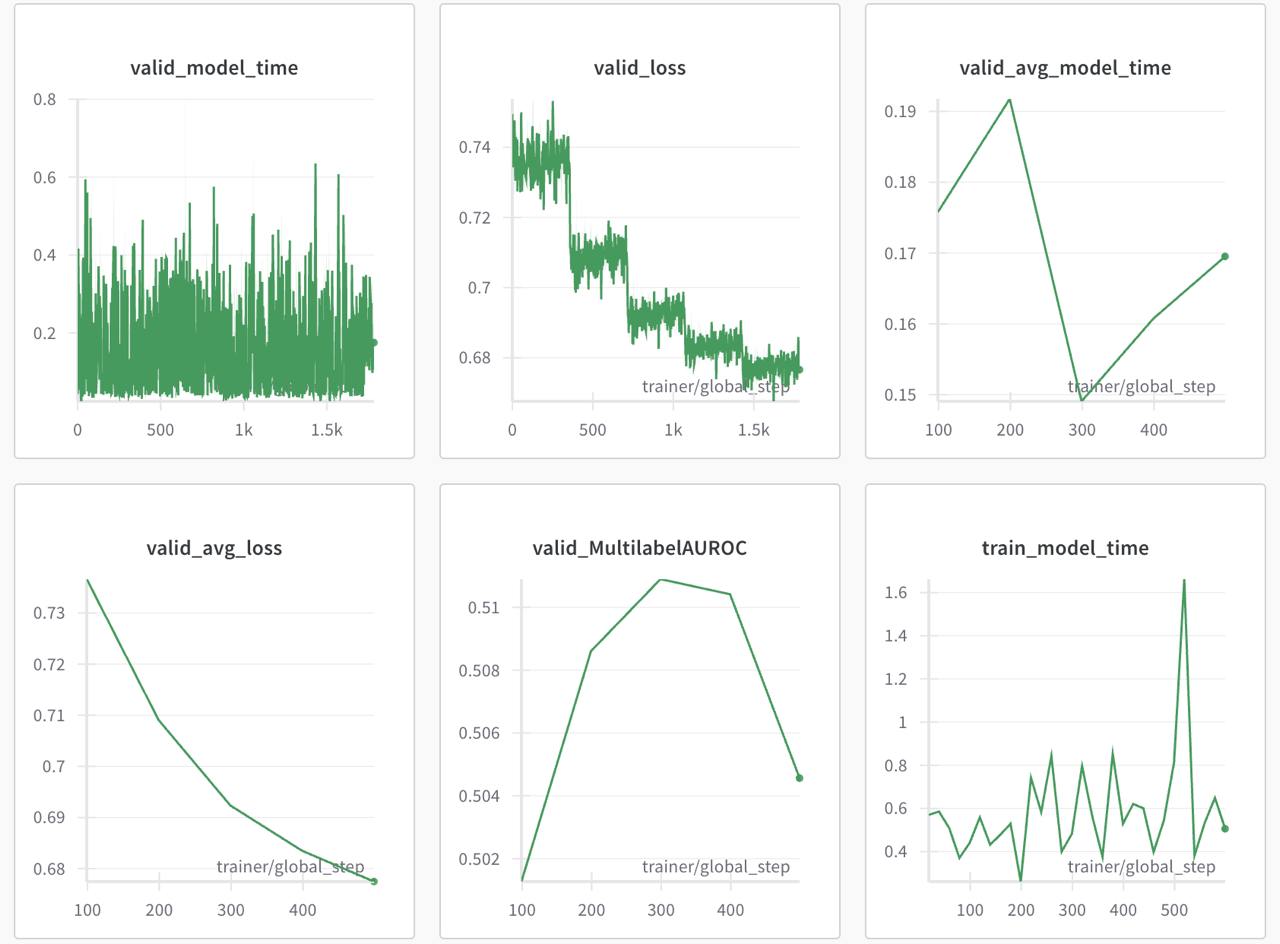 valid_model_time
0.8
0.6
0.4
0.2
0 500 1k 1.5k
valid_loss
0.74
0.72
0.7
0.68
trainer/global_step
0 500 1k 1.5k
valid_avg_model_time
0.19
0.18
0.17
0.16
0.15
trainer/global_step
100 200 300 400
valid_avg_loss
0.73
0.72
0.71
0.7
0.69
0.68
trainer/global_step
100 200 300 400
valid_MultilabelAUROC
0.51
0.508
0.506
0.504
0.502
trainer/global_step
100 200 300 400
train_model_time
1.6
1.4
1.2
1
0.8
0.6
0.4
trainer/global_step
100 200 300 400 500